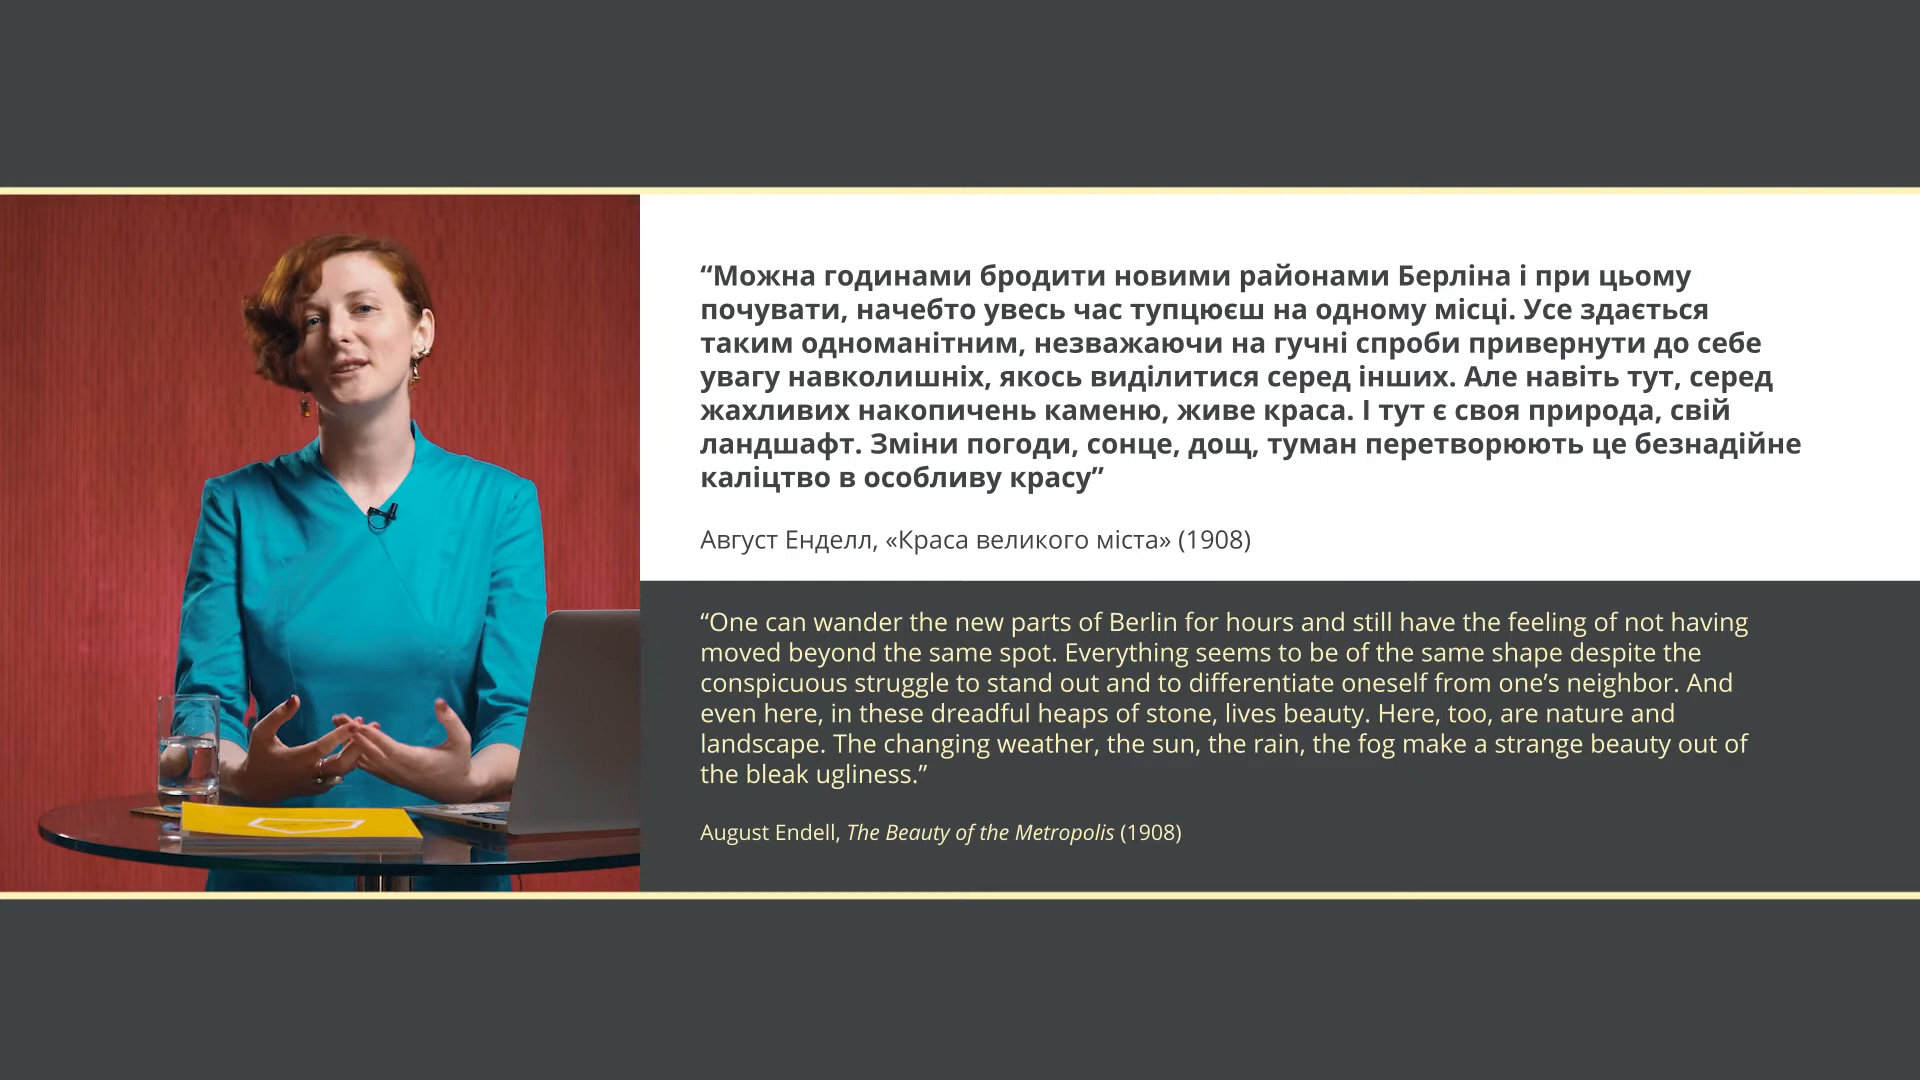 “Можна годинами бродити новими районами Берліна і при цьому
почувати, начебто увесь час тупцюєш на одному місці. Усе здається
таким одноманітним, незважаючи на гучні спроби привернути до себе
увагу навколишніх, якось виділитися серед інших. Але навіть тут, серед
жахливих накопичень каменю, живе краса. І тут є своя природа, свій
ландшафт. Зміни погоди, сонце, дощ, туман перетворюють це безнадійне
каліцтво в особливу красу”
Август Енделл, «Краса великого міста» (1908)
“One can wander the new parts of Berlin for hours and still have the feeling of not having
moved beyond the same spot. Everything seems to be of the same shape despite the
conspicuous struggle to stand out and to differentiate oneself from one’s neighbor. And
even here, in these dreadful heaps of stone, lives beauty. Here, too, are nature and
landscape. The changing weather, the sun, the rain, the fog make a strange beauty out of
the bleak ugliness.”
August Endell, The Beauty of the Metropolis (1908)